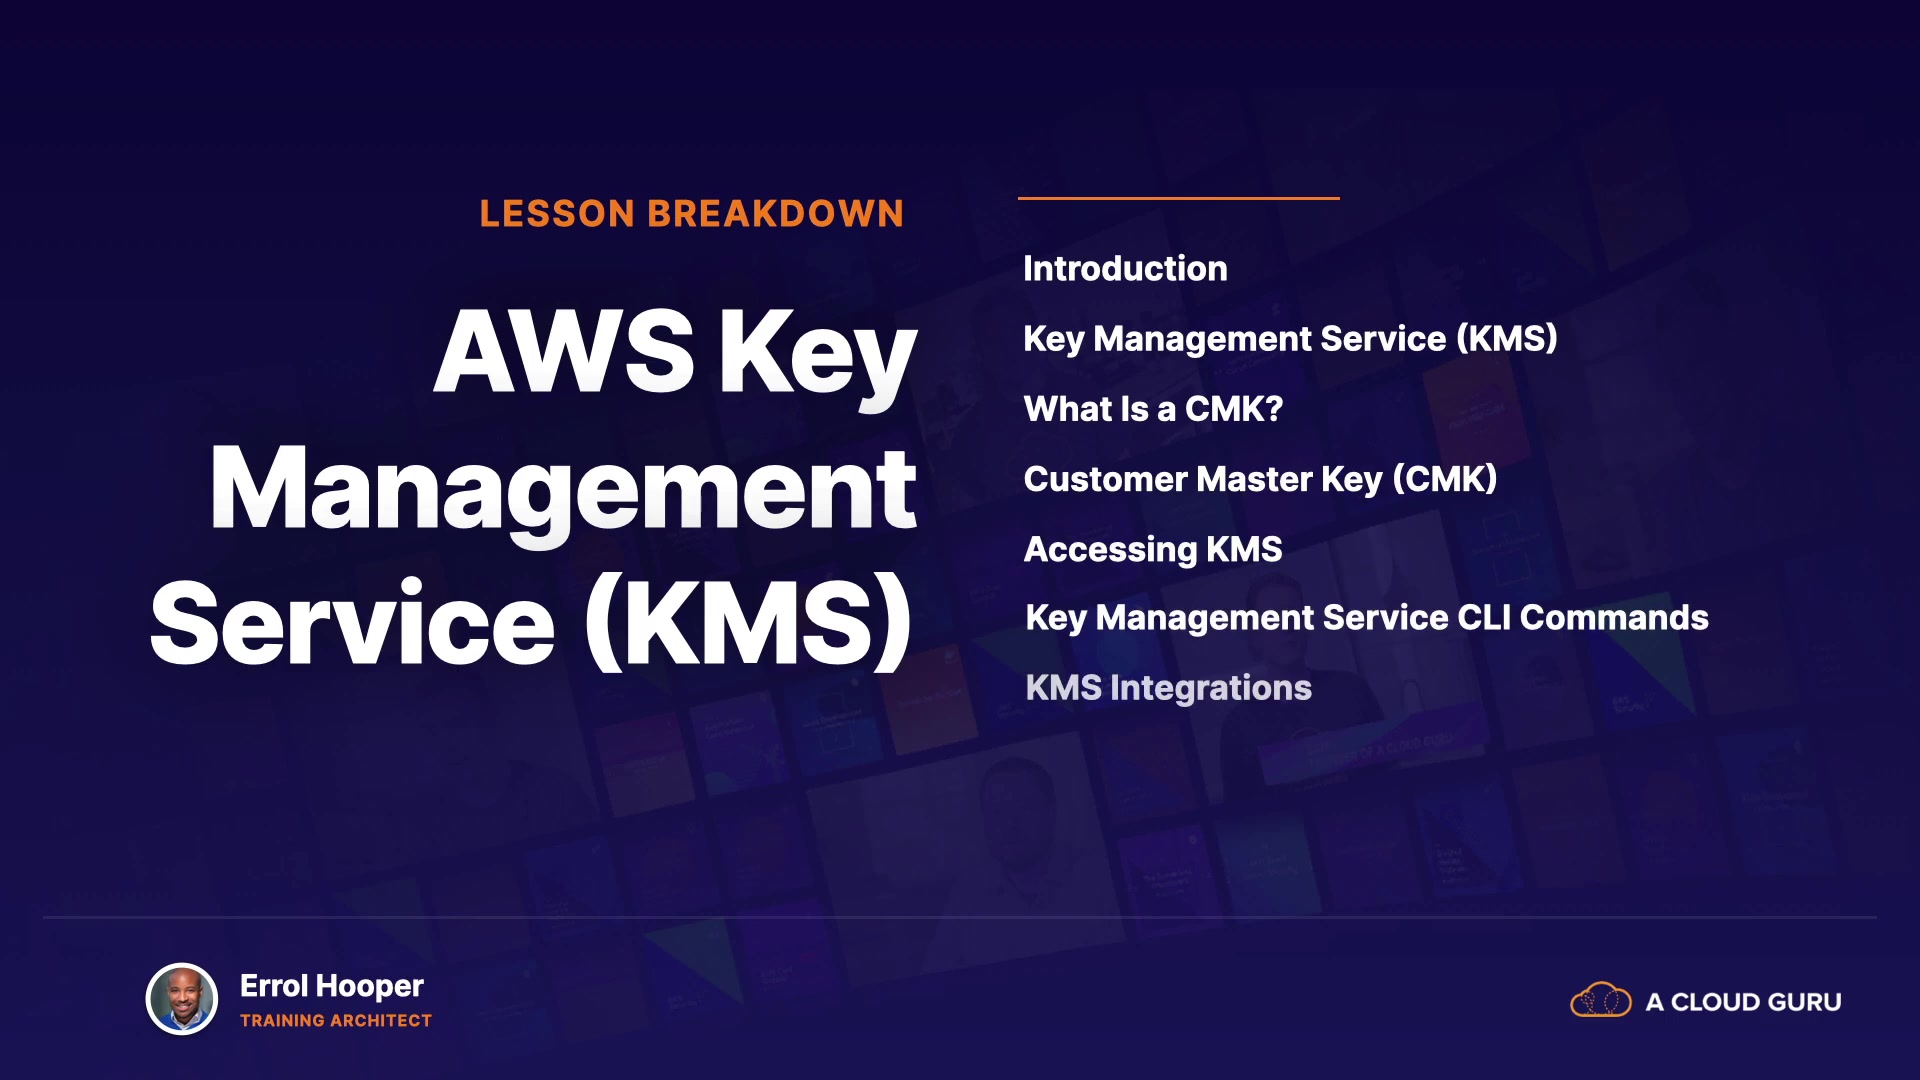 LESSON BREAKDOWN
AWS Key
Management
Service (KMS)
Introduction
Key Management Service (KMS)
What Is a CMK?
Customer Master Key (CMK)
Accessing KMS
Key Management Service CLI Commands
KMS Integrations
Errol Hooper
TRAINING ARCHITECT
A CLOUD GURU